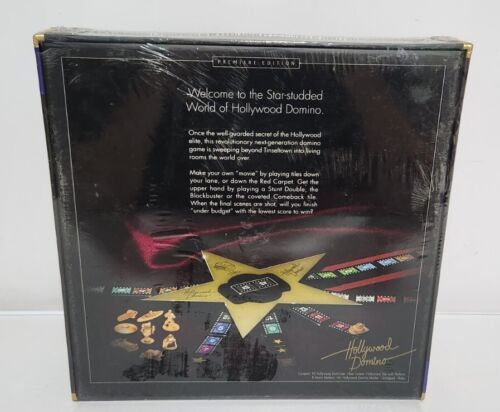 PREMIERE EDITION
Welcome to the Star-studded
World of Hollywood Domino.
Once the well-guarded secret of the Hollywood
elite, this revolutionary next-generation domino
game is sweeping beyond Tinseltown into living
rooms the world over.
Make your own "movie" by playing tiles down
your lane, or down the Red Carpet. Get the
upper hand by playing a Stunt Double, the
Blockbuster or the coveted Comeback tile.
When the final scenes are shot, will you finish
"under budget" with the lowest score to win?
Hollywood
Domino